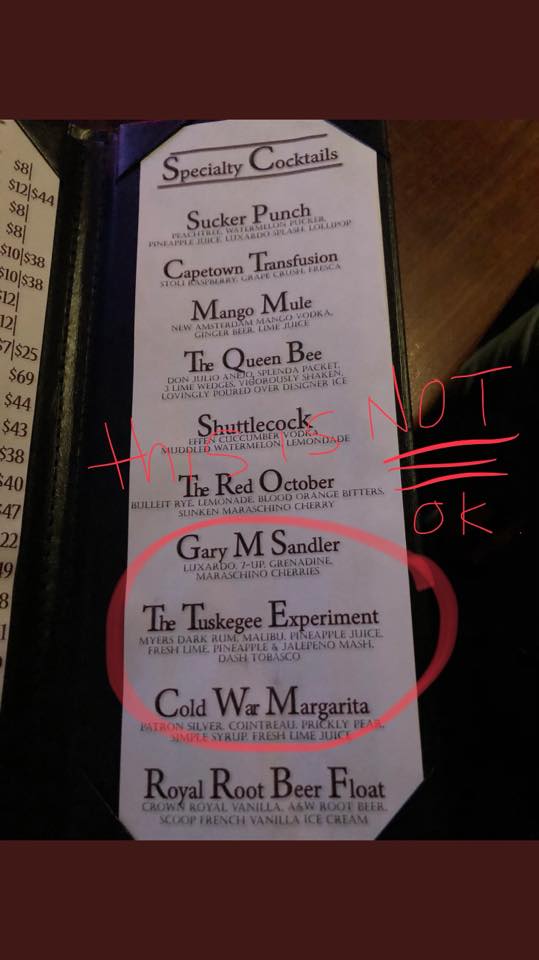 $8|
$12|$44
$8|
$8|
$10|$38
$10|$38
$12|
12|
$7|$25
$69
$44
$43
$38
$40
$47
22
49
8
Specialty Cocktails
Sucker Punch
PEACHTREE, WATERMELON PUCKER,
PINEAPPLE JUICE, LUXARDO SPLASH, LOLLIPOP
Capetown Transfusion
STOLI RASPBERRY, GRAPE CRUSH, FRESCA
Mango Mule
NEW AMSTERDAM MANGO VODKA,
GINGER BEER, LIME JUICE
The Queen Bee
DON JULIO ANEJO, SPLENDA PACKET,
3 LIME WEDGES, VIGOROUSLY SHAKEN,
LOVINGLY POURED OVER DESIGNER ICE
Shuttlecock
EFFEN CUCCUMBER VODKA,
MUDDLED WATERMELON, LEMONDADE
The Red October
BULLEIT RYE, LEMONADE, BLOOD ORANGE BITTERS,
SUNKEN MARASCHINO CHERRY
Gary M Sandler
LUXARDO, 7-UP, GRENADINE,
MARASCHINO CHERRIES
The Tuskegee Experiment
MYERS DARK RUM, MALIBU, PINEAPPLE JUICE,
FRESH LIME, PINEAPPLE & JALEPENO MASH,
DASH TOBASCO
Cold War Margarita
PATRON SILVER, COINTREAU, PRICKLY PEAR,
SIMPLE SYRUP, FRESH LIME JUICE
Royal Root Beer Float
CROWN ROYAL VANILLA, A&W ROOT BEER,
SCOOP FRENCH VANILLA ICE CREAM
this is NOT
OK.